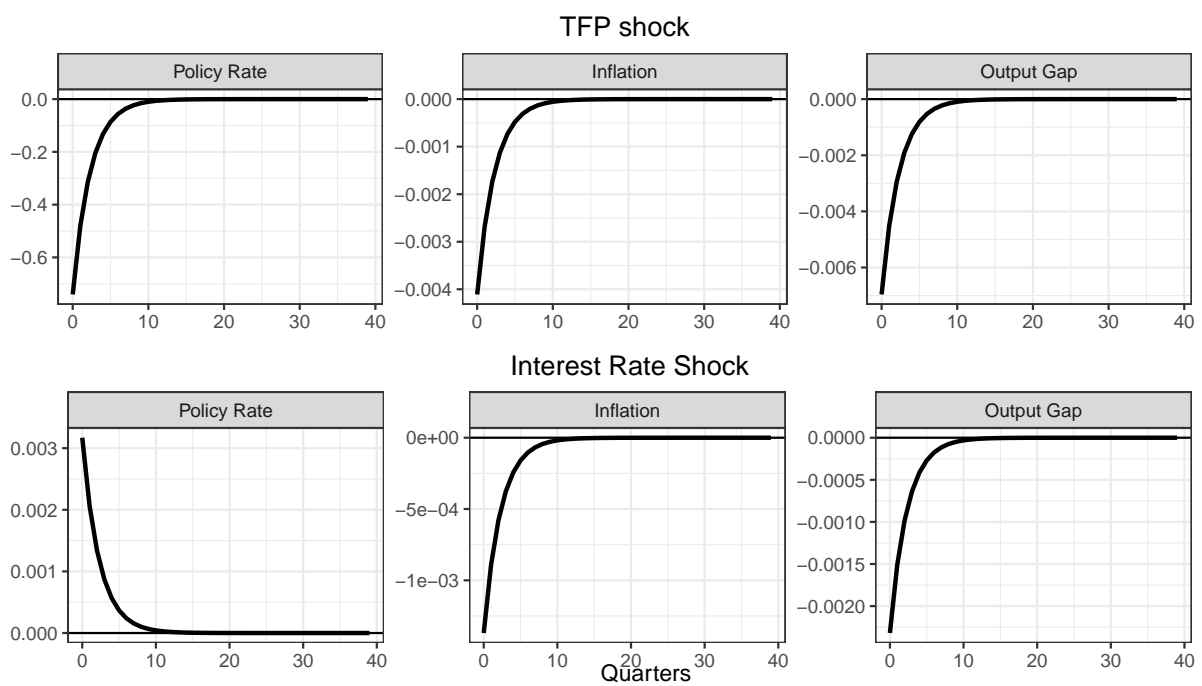 TFP shock
Policy Rate Inflation Output Gap
0.0 0.000 0.000
−0.2 −0.001 −0.002
−0.4 −0.002 −0.004
−0.6 −0.003 −0.006
−0.004
0 10 20 30 40 0 10 20 30 40 0 10 20 30 40
Interest Rate Shock
Policy Rate Inflation Output Gap
0.003 0e+00 0.0000
0.002 −5e−04 −0.0005
0.001 −1e−03 −0.0010
0.000 −0.0015
−0.0020
0 10 20 30 40 0 10 20 30 40 0 10 20 30 40
Quarters